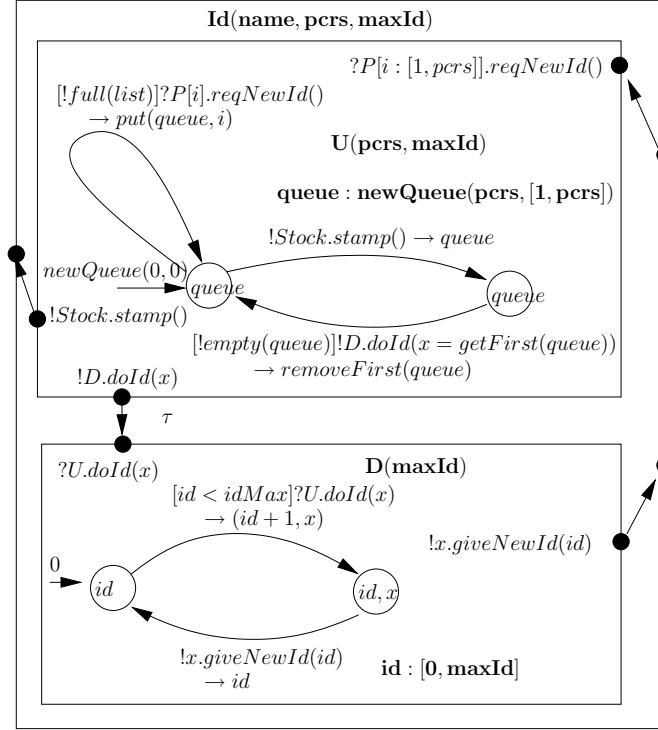 Id(name, pcrs, maxId)
?P[i : [1, pcrs]].reqNewId()
[!full(list)]?P[i].reqNewId()
→ put(queue, i)
U(pcrs, maxId)
queue : newQueue(pcrs, [1, pcrs])
!Stock.stamp() → queue
newQueue(0, 0)
queue
queue
!Stock.stamp()
[!empty(queue)]!D.doId(x = getFirst(queue))
→ removeFirst(queue)
!D.doId(x)
τ
?U.doId(x)
D(maxId)
[id < idMax]?U.doId(x)
→ (id + 1, x)
!x.giveNewId(id)
0
id
id, x
!x.giveNewId(id)
→ id
id : [0, maxId]